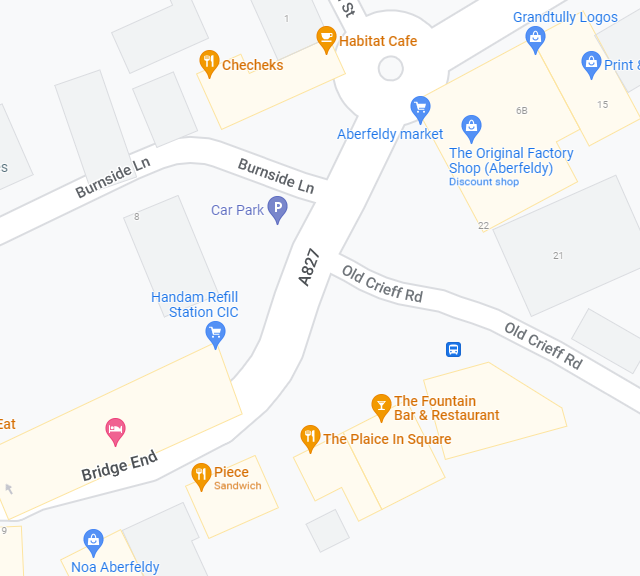 St
1
Grandtully Logos
Habitat Cafe
Checheks
Print &
6B
15
Aberfeldy market
The Original Factory
Shop (Aberfeldy)
Discount shop
s
Burnside Ln
Burnside Ln
Car Park
P
8
22
21
A827
Old Crieff Rd
Old Crieff Rd
Handam Refill
Station CIC
The Fountain
Bar & Restaurant
Eat
The Plaice In Square
Bridge End
Piece
Sandwich
9
Noa Aberfeldy